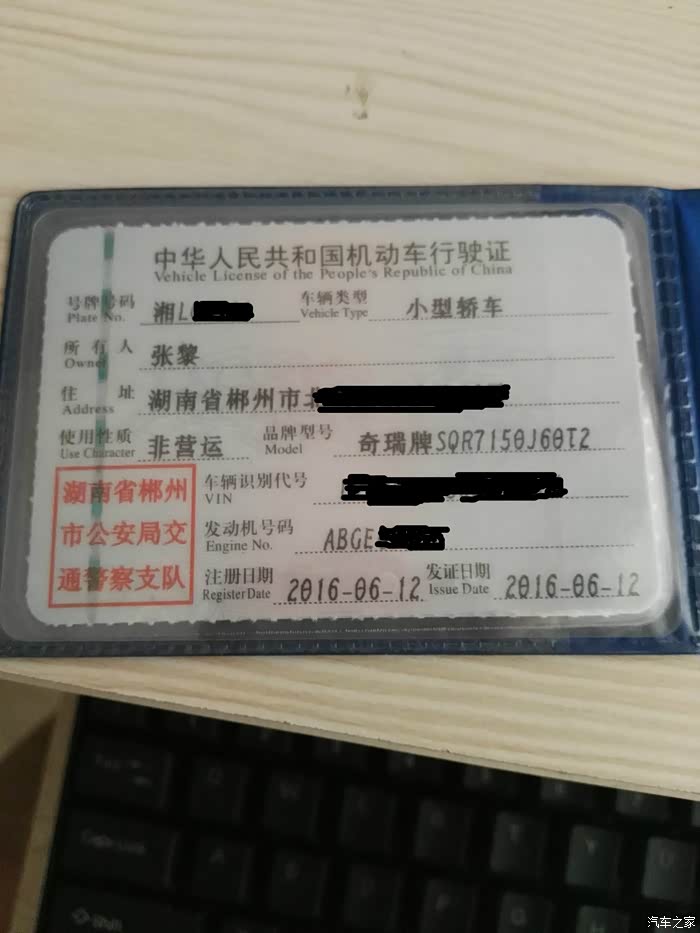 中华人民共和国机动车行驶证
Vehicle License of the People's Republic of China
号牌号码 湘L 车辆类型 小型轿车
Plate No. Vehicle Type
所有人 张黎
Owner
住址 湖南省郴州市北
Address
使用性质 非营运 品牌型号 奇瑞牌SQR7150J60T2
Use Character Model
湖南省郴州
市公安局交
通警察支队
车辆识别代号
VIN
发动机号码 ABGE
Engine No.
注册日期 2016-06-12 发证日期 2016-06-12
Register Date Issue Date
Q W E R T Y U
Caps Lock A S D F G H
Shift
汽车之家